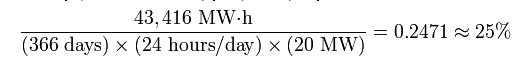 43,416 MW·h
(366 days) × (24 hours/day) × (20 MW) = 0.2471 ≈ 25%